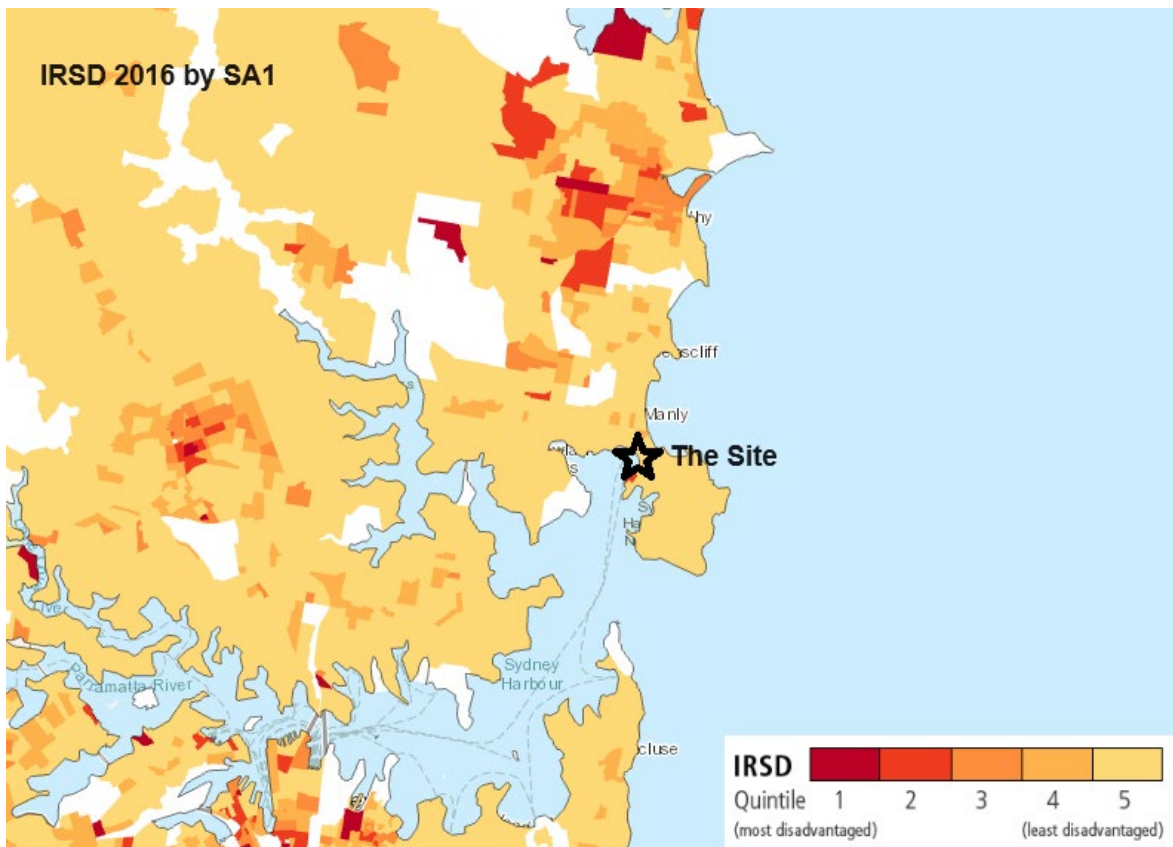 IRSD 2016 by SA1
Manly
The Site
Sydney
Harbour
Parramatta River
River
IRSD
Quintile 1 2 3 4 5
(most disadvantaged) (least disadvantaged)